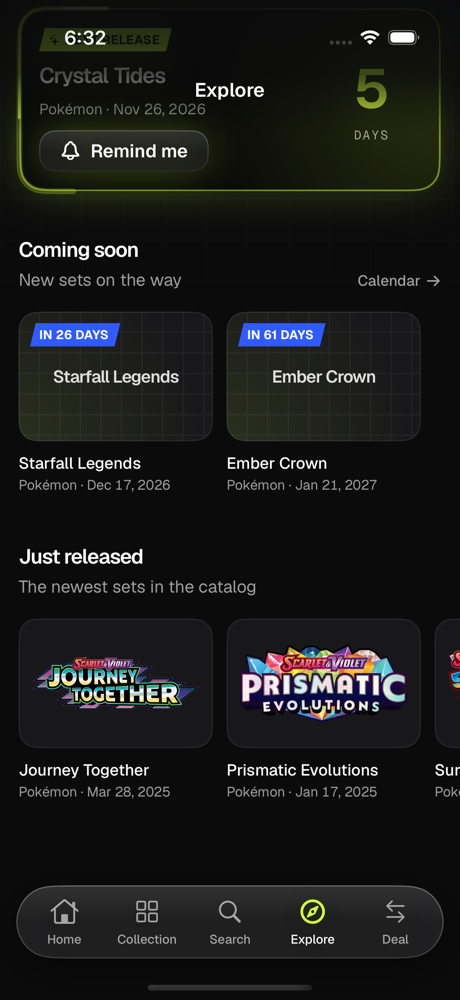 6:32
RELEASE
Crystal Tides
Explore
Pokémon · Nov 26, 2026
5
DAYS
Remind me
Coming soon
New sets on the way
Calendar →
IN 26 DAYS
IN 61 DAYS
Starfall Legends
Ember Crown
Starfall Legends
Ember Crown
Pokémon · Dec 17, 2026
Pokémon · Jan 21, 2027
Just released
The newest sets in the catalog
SCARLET & VIOLET
JOURNEY
TOGETHER
SCARLET & VIOLET
PRISMATIC
EVOLUTIONS
Journey Together
Prismatic Evolutions
Pokémon · Mar 28, 2025
Pokémon · Jan 17, 2025
Home
Collection
Search
Explore
Deal